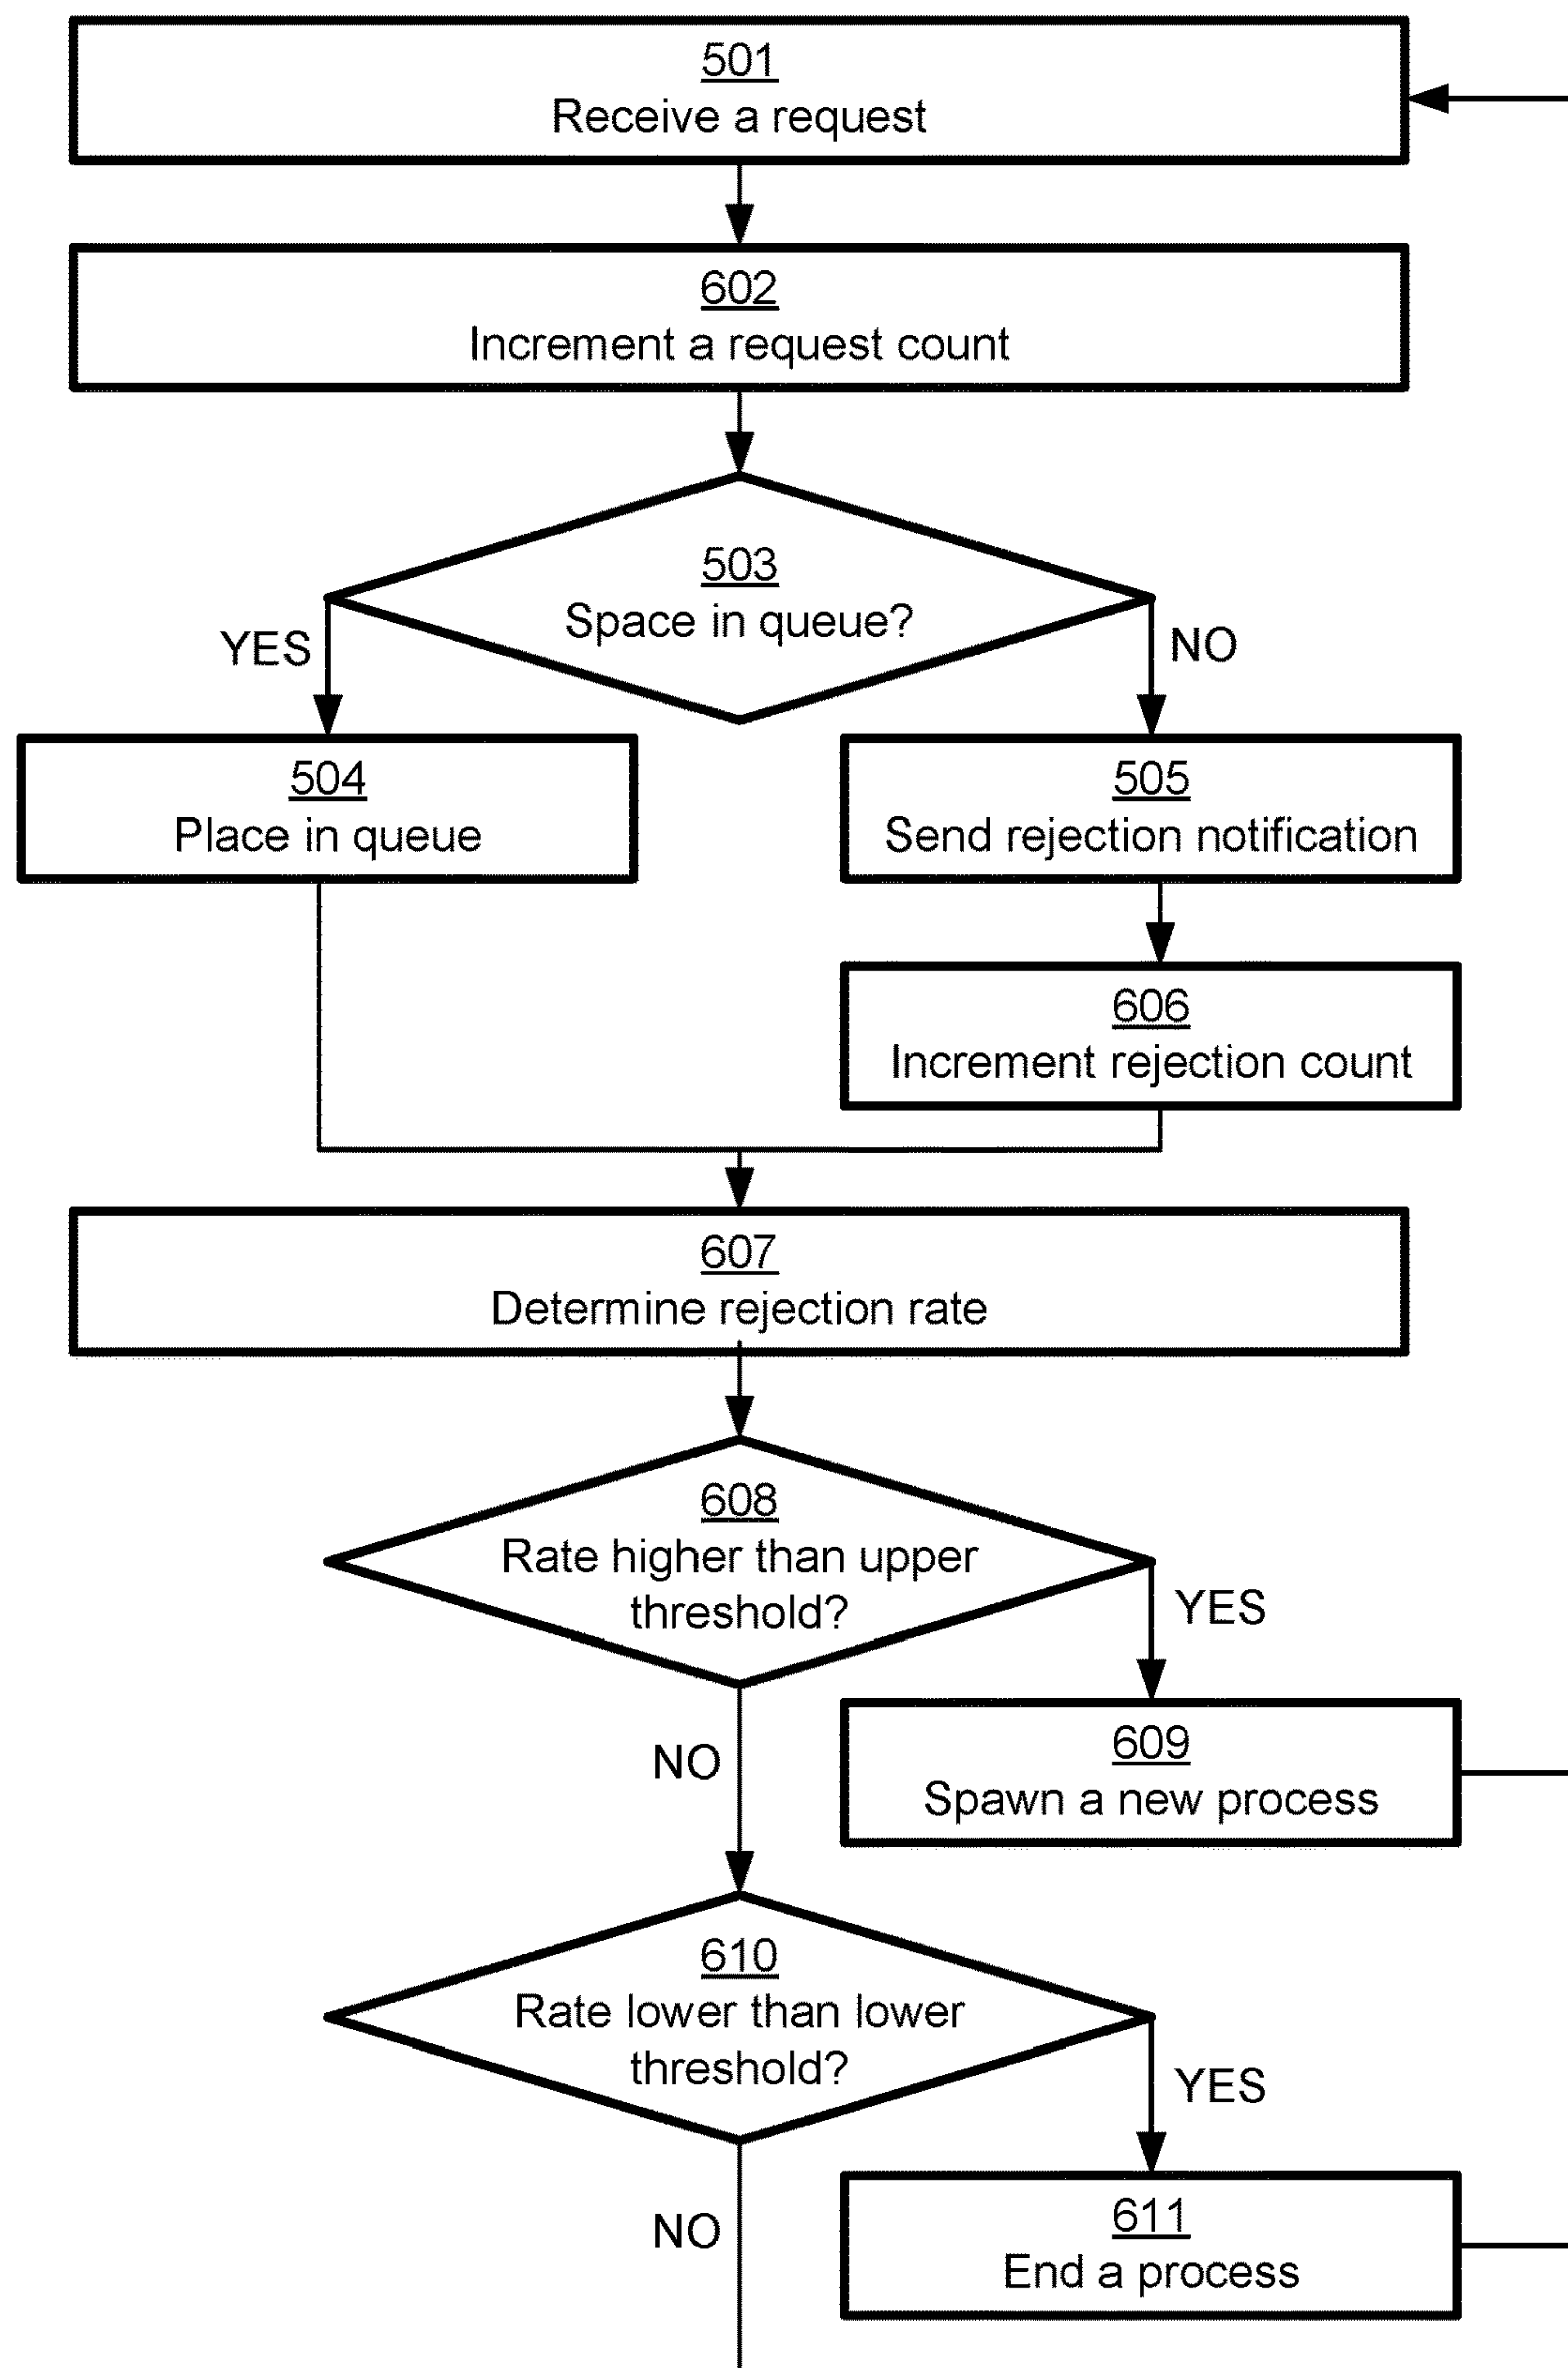 501
Receive a request
602
Increment a request count
503
Space in queue?
YES
NO
504
Place in queue
505
Send rejection notification
606
Increment rejection count
607
Determine rejection rate
608
Rate higher than upper
threshold?
YES
NO
609
Spawn a new process
610
Rate lower than lower
threshold?
YES
NO
611
End a process